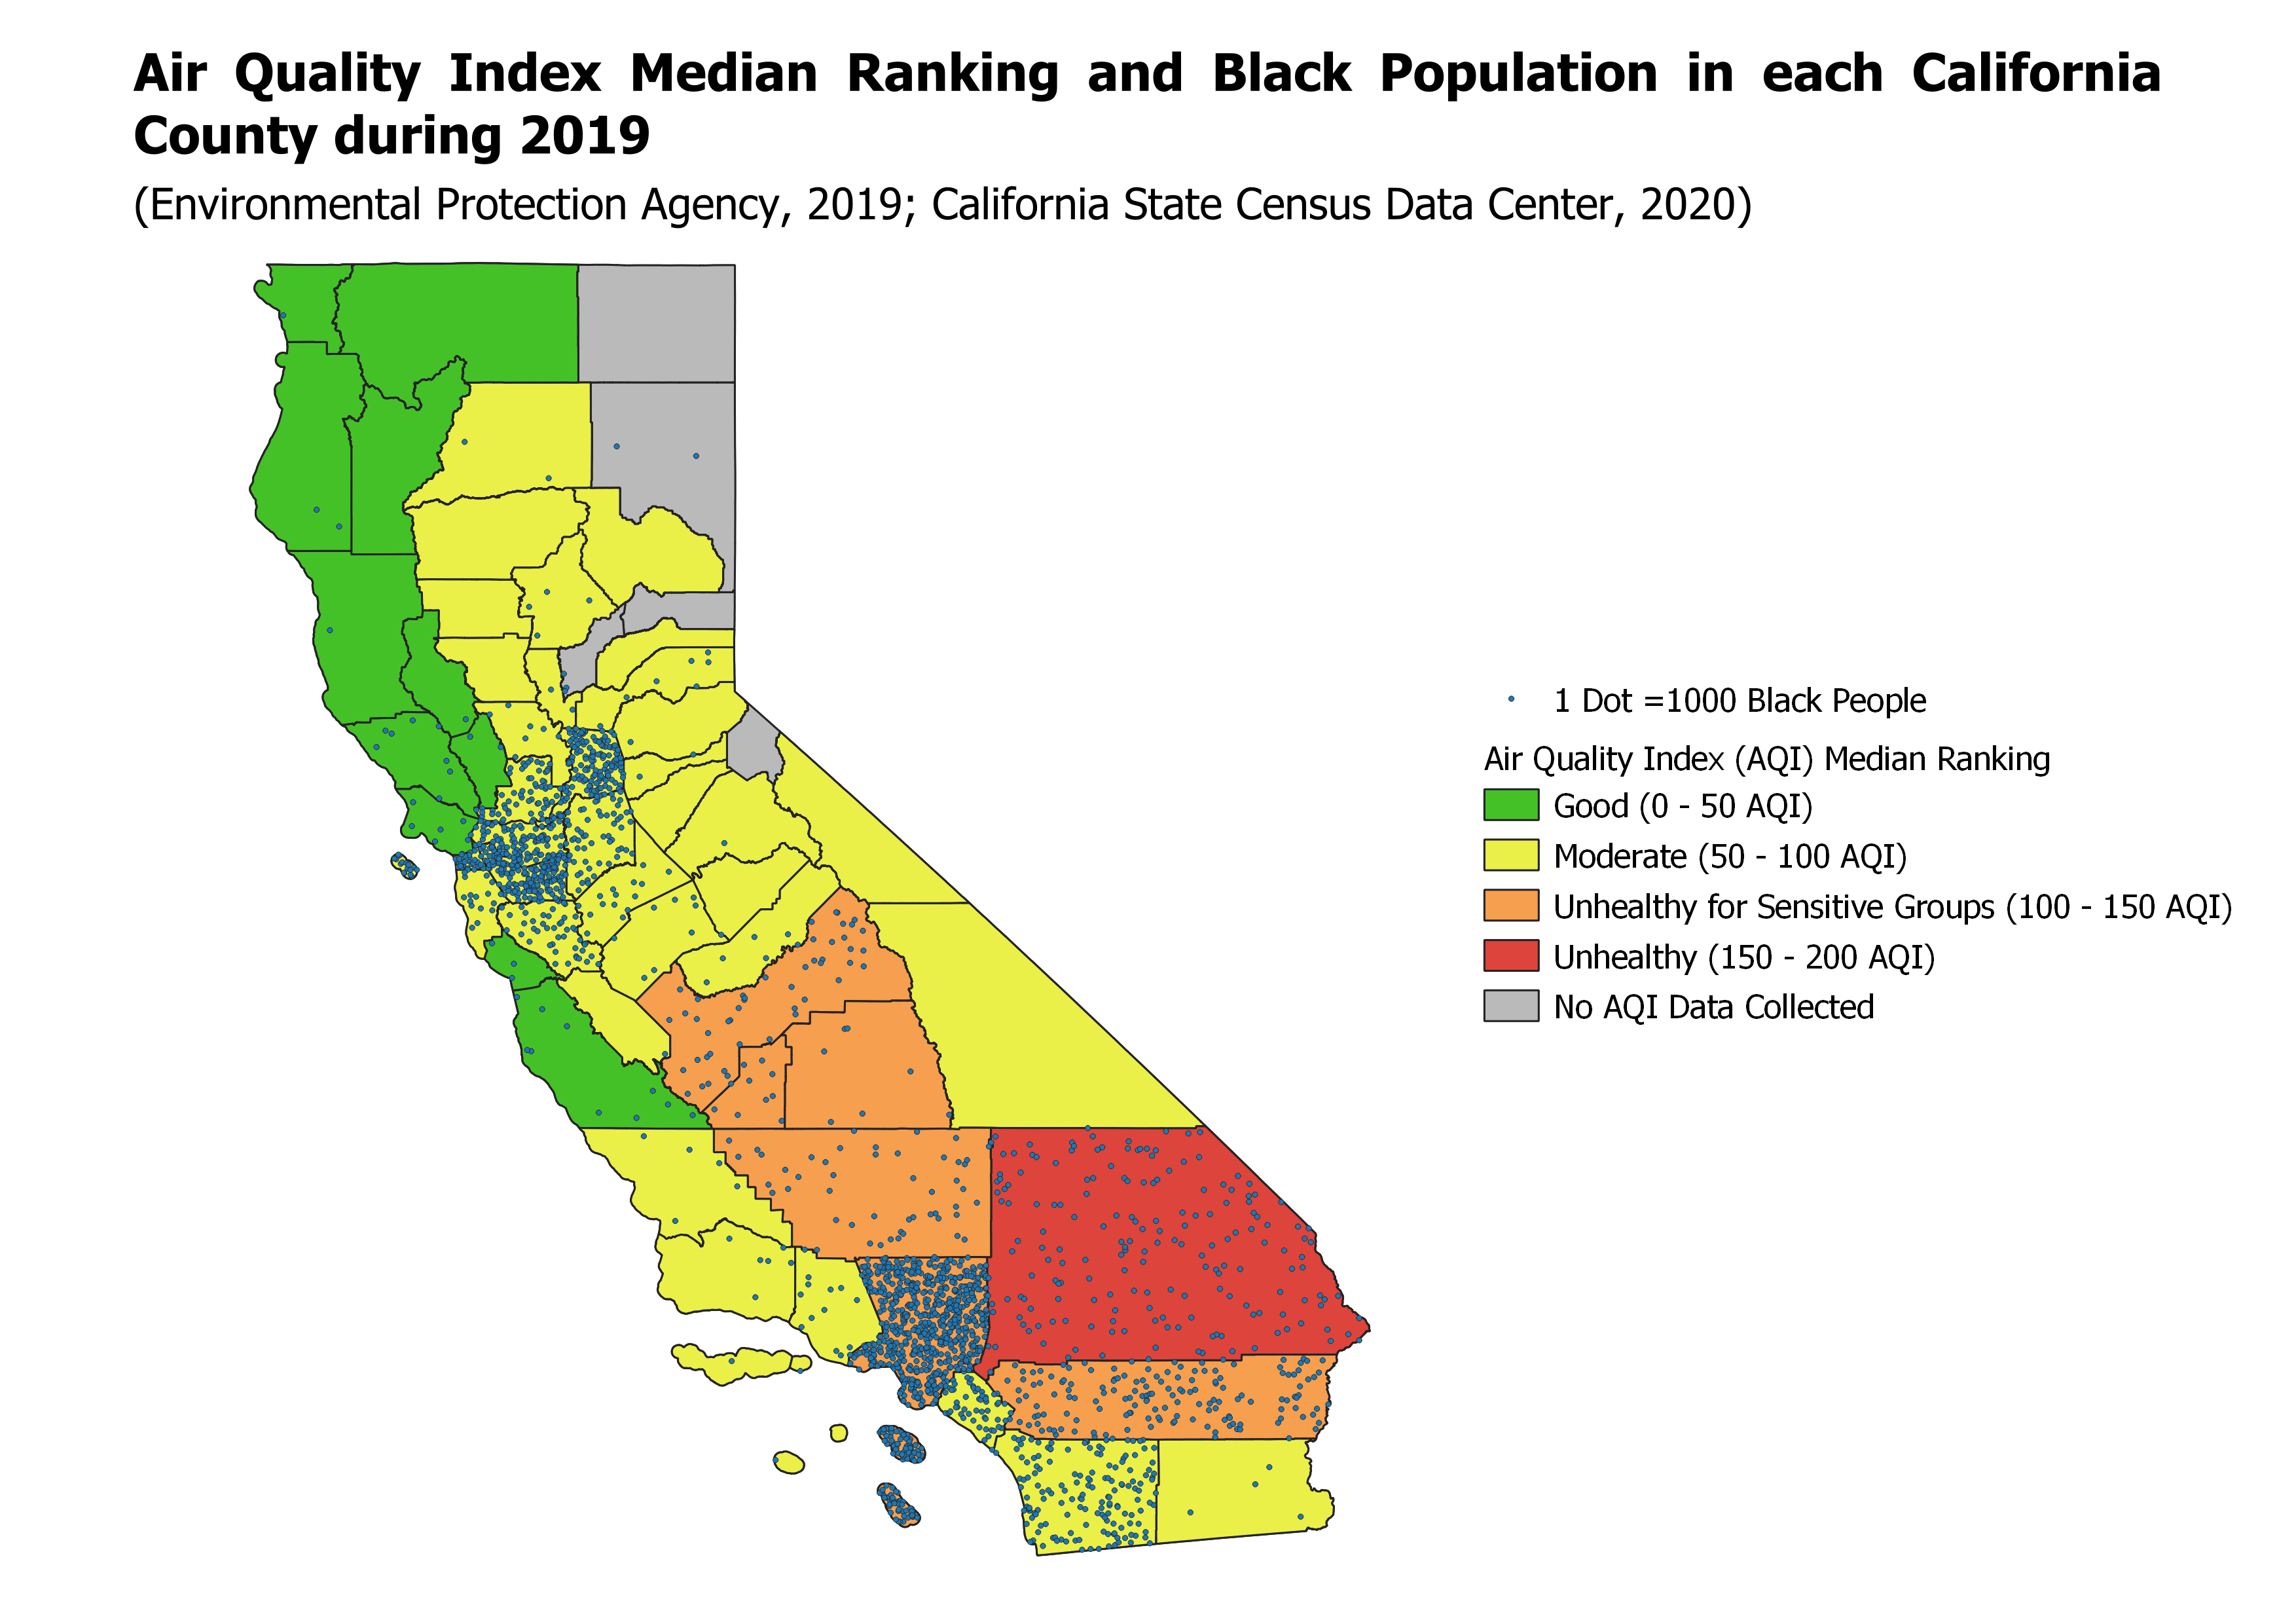 Air Quality Index Median Ranking and Black Population in each California
County during 2019
(Environmental Protection Agency, 2019; California State Census Data Center, 2020)
1 Dot =1000 Black People
Air Quality Index (AQI) Median Ranking
Good (0 - 50 AQI)
Moderate (50 - 100 AQI)
Unhealthy for Sensitive Groups (100 - 150 AQI)
Unhealthy (150 - 200 AQI)
No AQI Data Collected